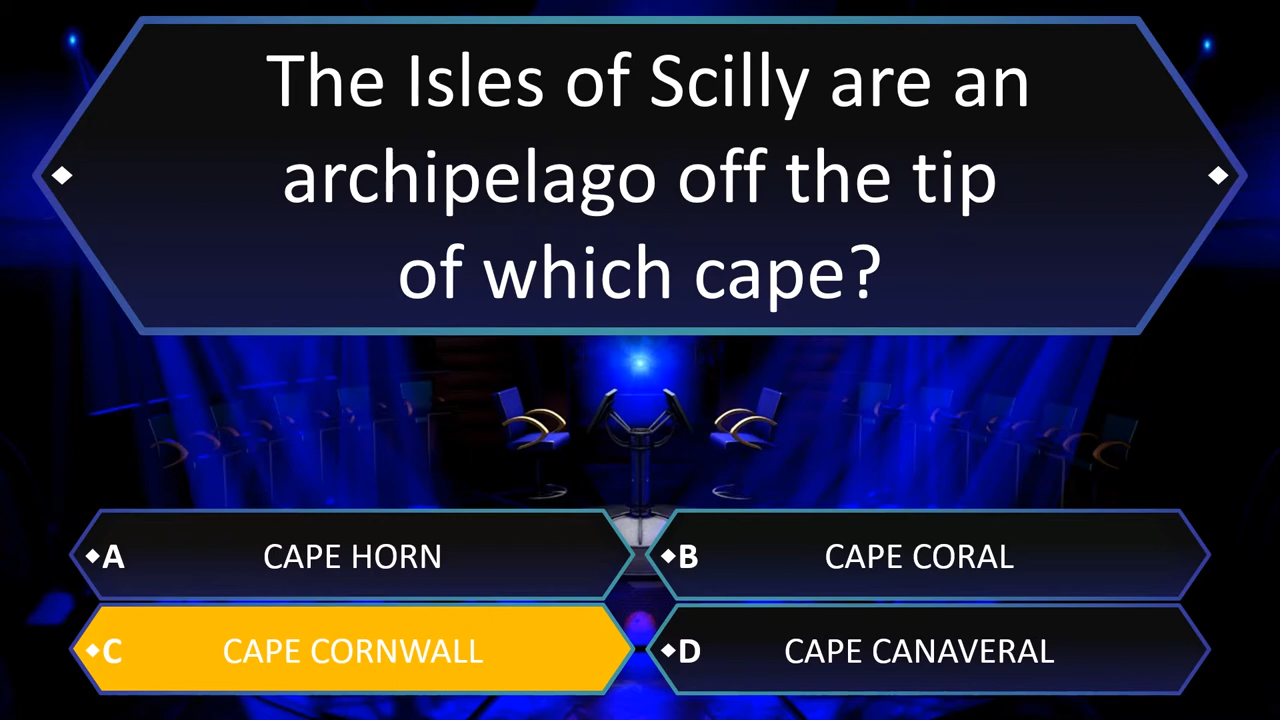 The Isles of Scilly are an
archipelago off the tip
of which cape?
A CAPE HORN
B CAPE CORAL
C CAPE CORNWALL
D CAPE CANAVERAL